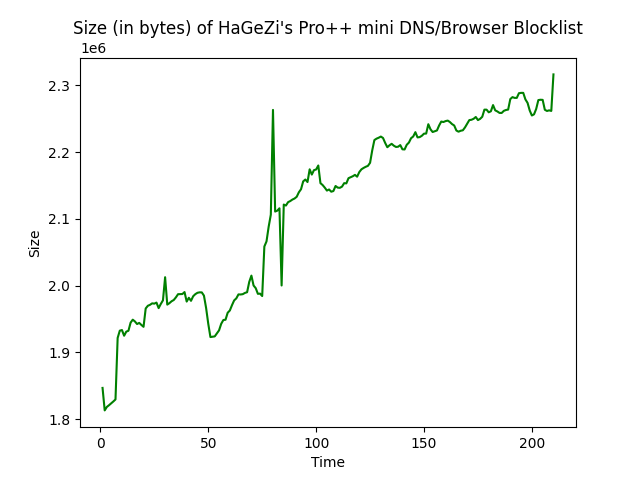 Size (in bytes) of HaGeZi's Pro++ mini DNS/Browser Blocklist
1e6
2.3
2.2
2.1
2.0
1.9
1.8
Size
0 50 100 150 200
Time